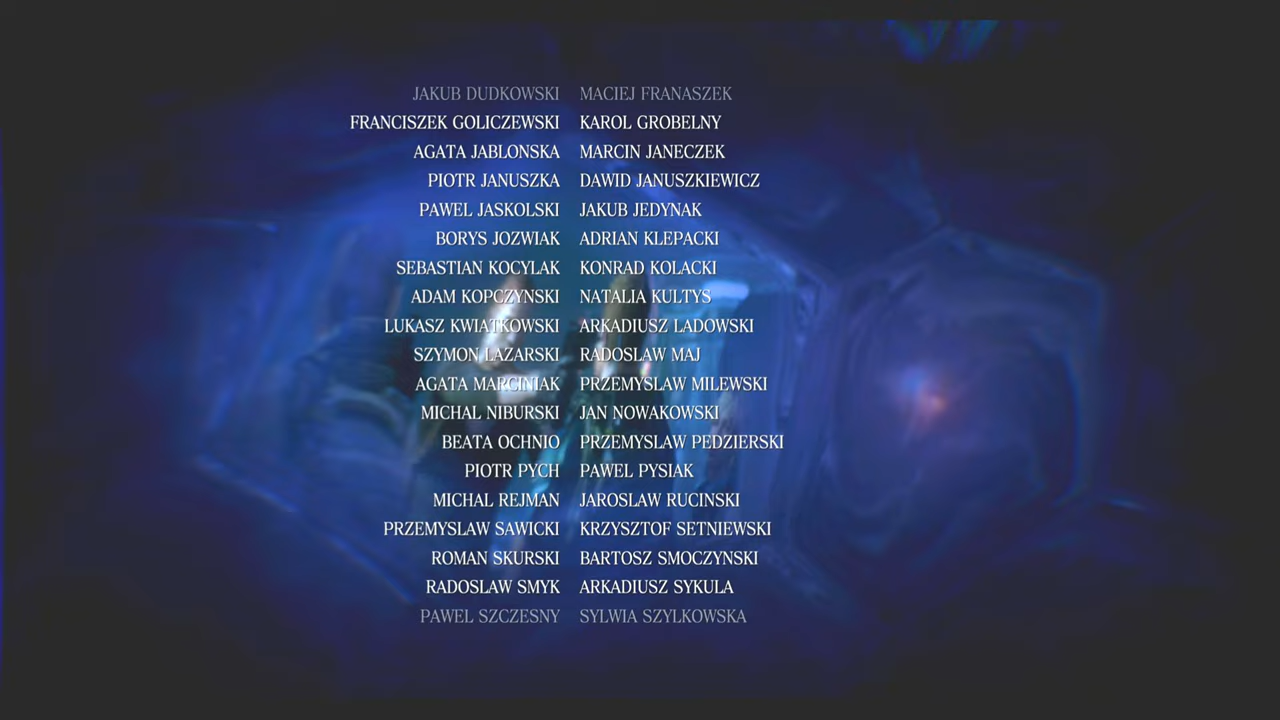 JAKUB DUDKOWSKI MACIEJ FRANASZEK
FRANCISZEK GOLICZEWSKI KAROL GROBELNY
AGATA JABLONSKA MARCIN JANECZEK
PIOTR JANUSZKA DAWID JANUSZKIEWICZ
PAWEL JASKOLSKI JAKUB JEDYNAK
BORYS JOZWIAK ADRIAN KLEPACKI
SEBASTIAN KOCYLAK KONRAD KOLACKI
ADAM KOPCZYNSKI NATALIA KULTYS
LUKASZ KWIATKOWSKI ARKADIUSZ LADOWSKI
SZYMON LAZARSKI RADOSLAW MAJ
AGATA MARCINIAK PRZEMYSLAW MILEWSKI
MICHAL NIBURSKI JAN NOWAKOWSKI
BEATA OCHNIO PRZEMYSLAW PEDZIERSKI
PIOTR PYCH PAWEL PYSIAK
MICHAL REJMAN JAROSLAW RUCINSKI
PRZEMYSLAW SAWICKI KRZYSZTOF SETNIEWSKI
ROMAN SKURSKI BARTOSZ SMOCZYNSKI
RADOSLAW SMYK ARKADIUSZ SYKULA
PAWEL SZCZESNY SYLWIA SZYLKOWSKA